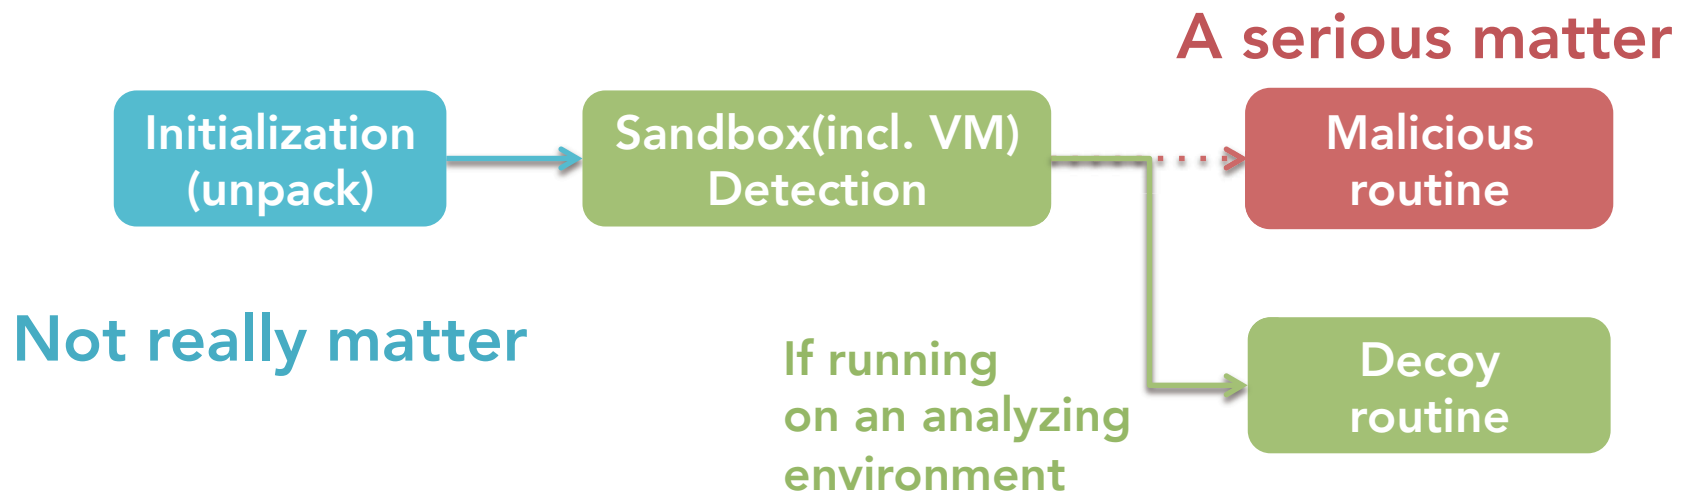 A serious matter
Initialization
(unpack)
Sandbox(incl. VM)
Detection
Malicious
routine
Not really matter
If running
on an analyzing
environment
Decoy
routine